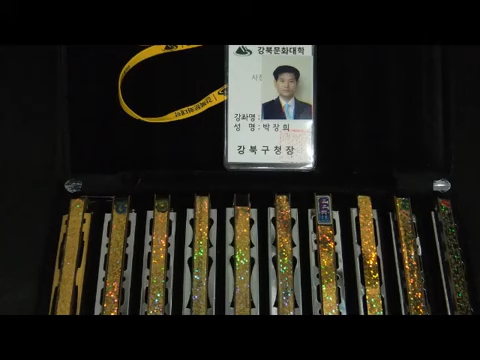 강북문화대학
사진
강좌명 :
성 명 : 박 장 희
강 북 구 청 장